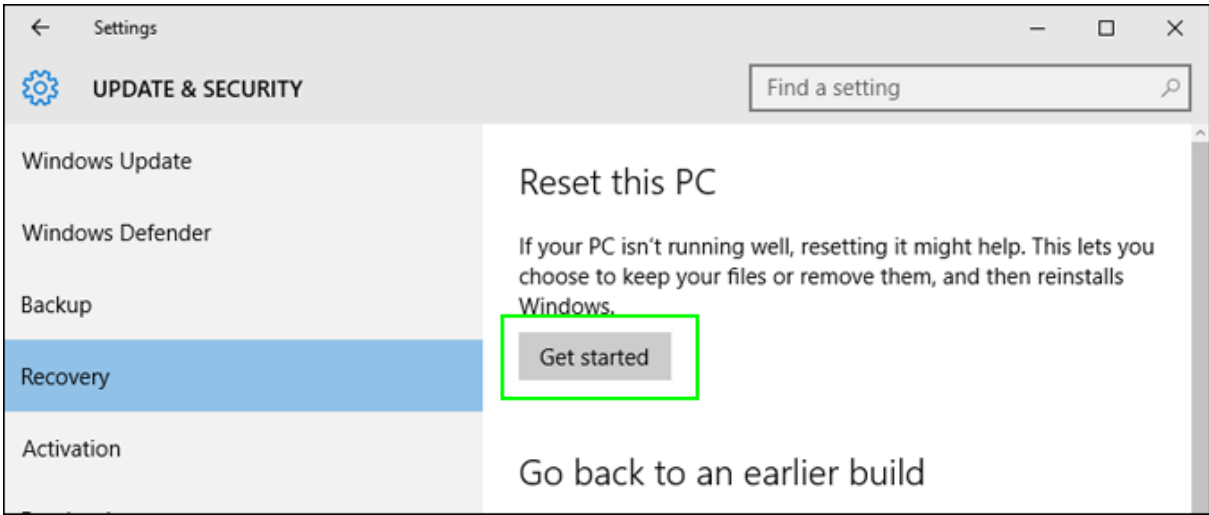 Settings
UPDATE & SECURITY
Find a setting
Windows Update
Windows Defender
Backup
Recovery
Activation
Reset this PC
If your PC isn't running well, resetting it might help. This lets you
choose to keep your files or remove them, and then reinstalls
Windows.
Get started
Go back to an earlier build